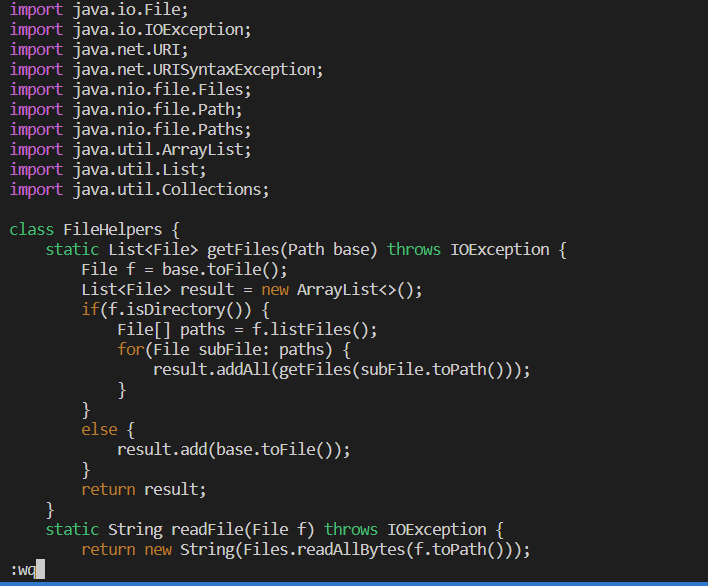 import java.io.File;
import java.io.IOException;
import java.net.URI;
import java.net.URISyntaxException;
import java.nio.file.Files;
import java.nio.file.Path;
import java.nio.file.Paths;
import java.util.ArrayList;
import java.util.List;
import java.util.Collections;

class FileHelpers {
    static List<File> getFiles(Path base) throws IOException {
        File f = base.toFile();
        List<File> result = new ArrayList<>();
        if(f.isDirectory()) {
            File[] paths = f.listFiles();
            for(File subFile: paths) {
                result.addAll(getFiles(subFile.toPath()));
            }
        }
        else {
            result.add(base.toFile());
        }
        return result;
    }
    static String readFile(File f) throws IOException {
        return new String(Files.readAllBytes(f.toPath()));
:wq